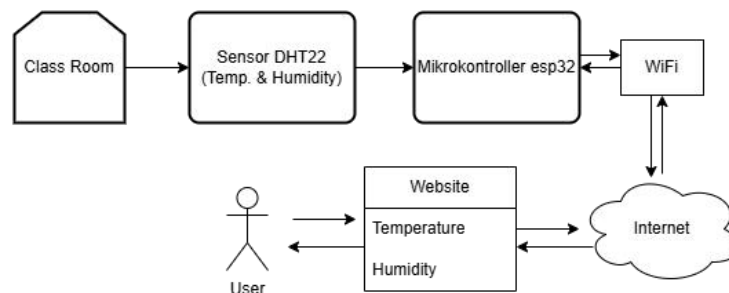 Class Room
Sensor DHT22
(Temp. & Humidity)
Mikrokontroller esp32
WiFi
Website
Temperature
Humidity
Internet
User